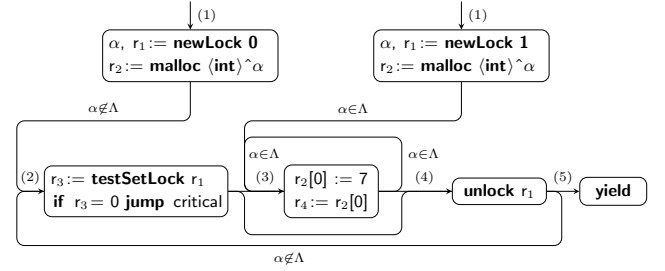 (1) (1)
α, r₁ := newLock 0
r₂ := malloc ⟨int⟩^α
α, r₁ := newLock 1
r₂ := malloc ⟨int⟩^α
α∉Λ α∈Λ
α∈Λ α∈Λ
(2) (3) (4) (5)
r₃ := testSetLock r₁
if r₃ = 0 jump critical
r₂[0] := 7
r₄ := r₂[0]
unlock r₁
yield
α∉Λ